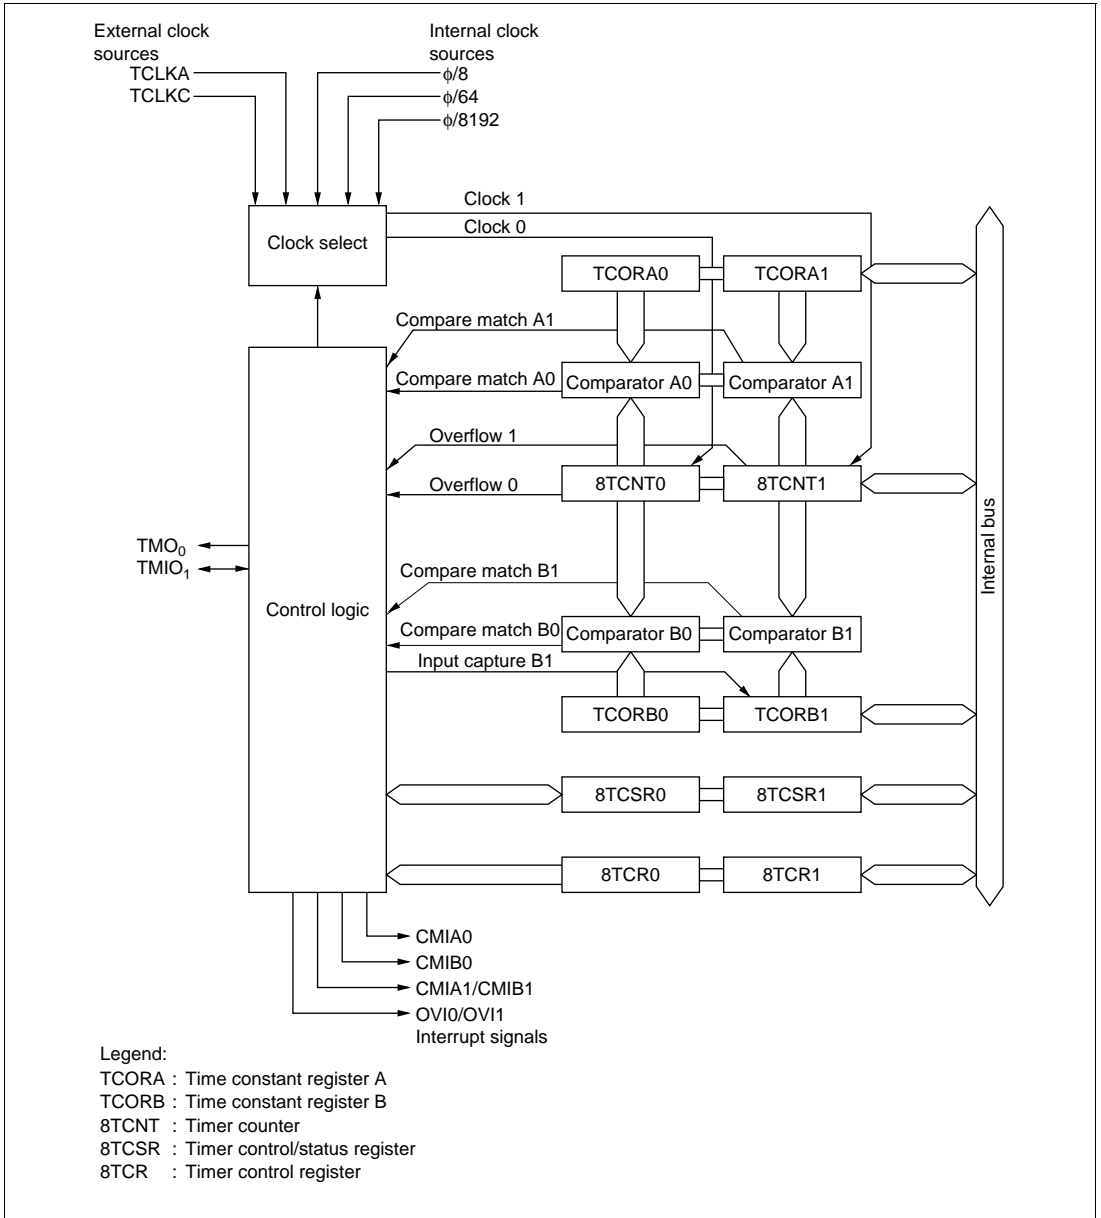 External clock
sources
TCLKA
TCLKC
Internal clock
sources
ϕ/8
ϕ/64
ϕ/8192
Clock select
Clock 1
Clock 0
TCORA0
TCORA1
Compare match A1
Compare match A0
Comparator A0
Comparator A1
Overflow 1
Overflow 0
8TCNT0
8TCNT1
TMO0
TMIO1
Control logic
Compare match B1
Compare match B0
Comparator B0
Comparator B1
Input capture B1
TCORB0
TCORB1
8TCSR0
8TCSR1
8TCR0
8TCR1
Internal bus
CMIA0
CMIB0
CMIA1/CMIB1
OVI0/OVI1
Interrupt signals
Legend:
TCORA : Time constant register A
TCORB : Time constant register B
8TCNT : Timer counter
8TCSR : Timer control/status register
8TCR : Timer control register